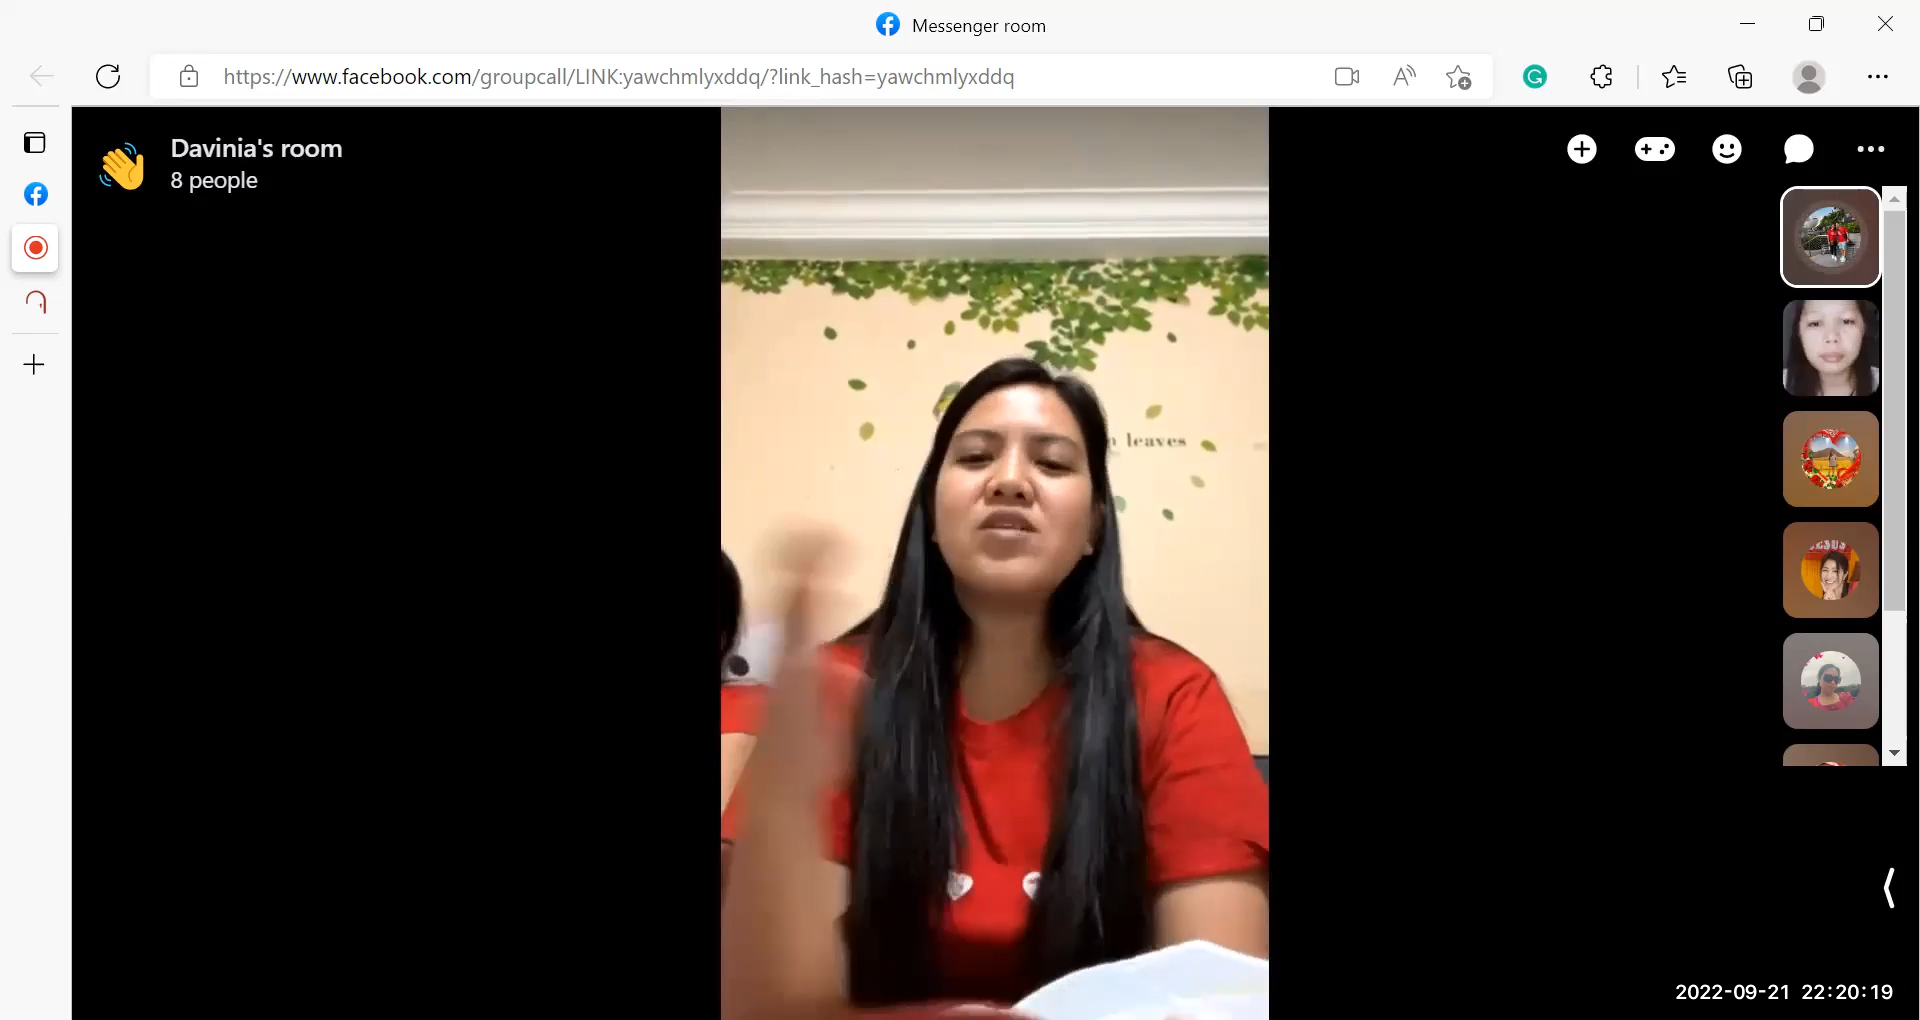 Messenger room
https://www.facebook.com/groupcall/LINK:yawchmlyxddq/?link_hash=yawchmlyxddq
Davinia's room
8 people
leaves
JESUS
2022-09-21 22:20:19